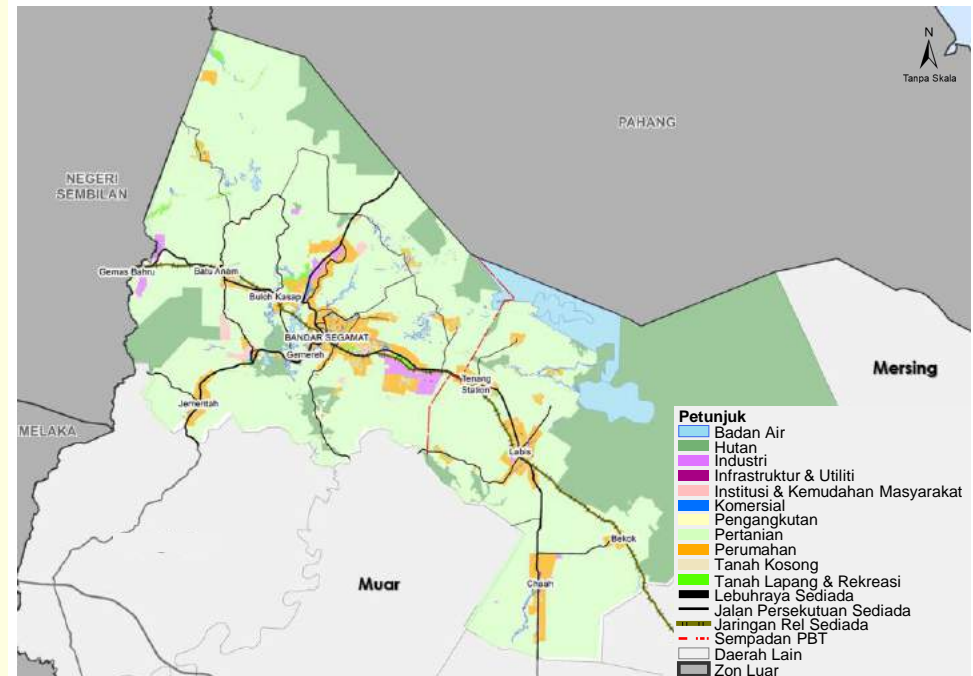 N
Tanpa Skala
PAHANG
NEGERI
SEMBILAN
Gemas Bahru
Batu Anam
Buloh Kasap
BANDAR SEGAMAT
Gemereh
Mersing
Tenang
Station
Jementah
MELAKA
Labis
Bekok
Muar
Chaah
Petunjuk
Badan Air
Hutan
Industri
Infrastruktur & Utiliti
Institusi & Kemudahan Masyarakat
Komersial
Pengangkutan
Pertanian
Perumahan
Tanah Kosong
Tanah Lapang & Rekreasi
Lebuhraya Sediada
Jalan Persekutuan Sediada
Jaringan Rel Sediada
Sempadan PBT
Daerah Lain
Zon Luar